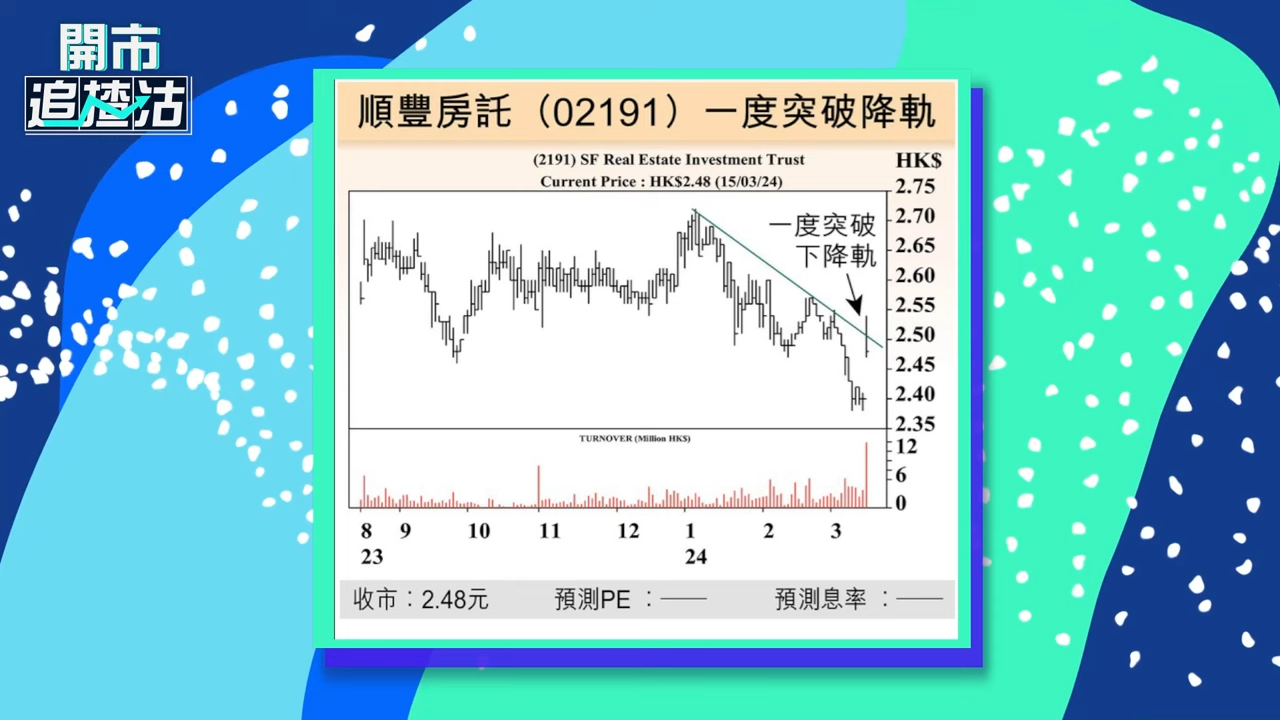 開市
追揸沽
順豐房託（02191）一度突破降軌
(2191) SF Real Estate Investment Trust
Current Price : HK$2.48 (15/03/24)
HK$
2.75
2.70
2.65
2.60
2.55
2.50
2.45
2.40
2.35
一度突破
下降軌
TURNOVER (Million HK$)
12
6
0
8 9 10 11 12 1 2 3
23 24
收市：2.48元 預測PE ：—— 預測息率 ：——